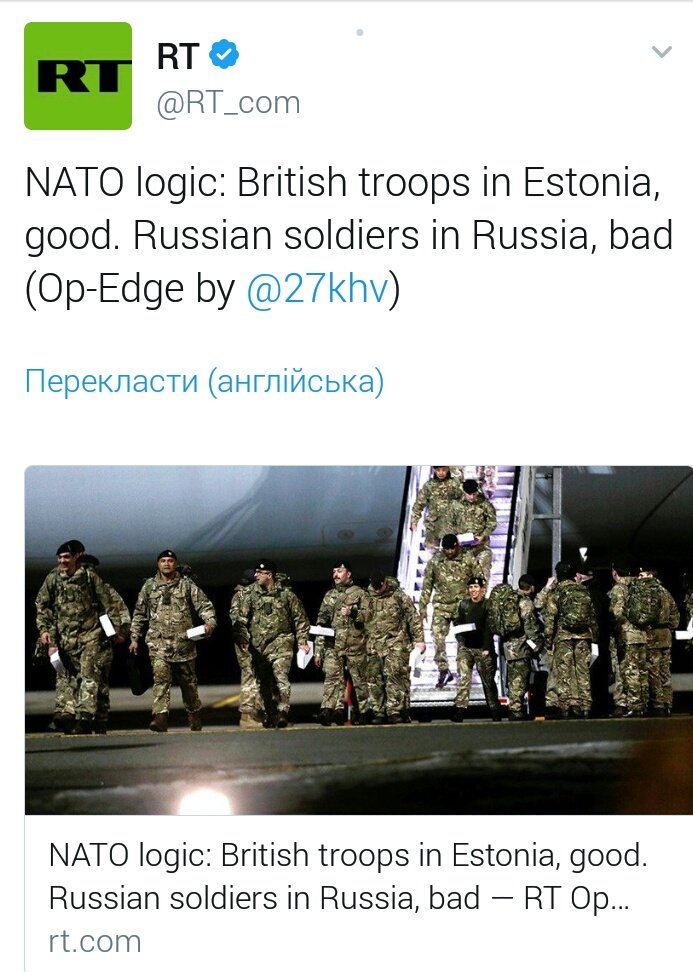 RT
RT
@RT_com
NATO logic: British troops in Estonia,
good. Russian soldiers in Russia, bad
(Op-Edge by @27khv)
Перекласти (англійська)
NATO logic: British troops in Estonia, good.
Russian soldiers in Russia, bad — RT Op...
rt.com